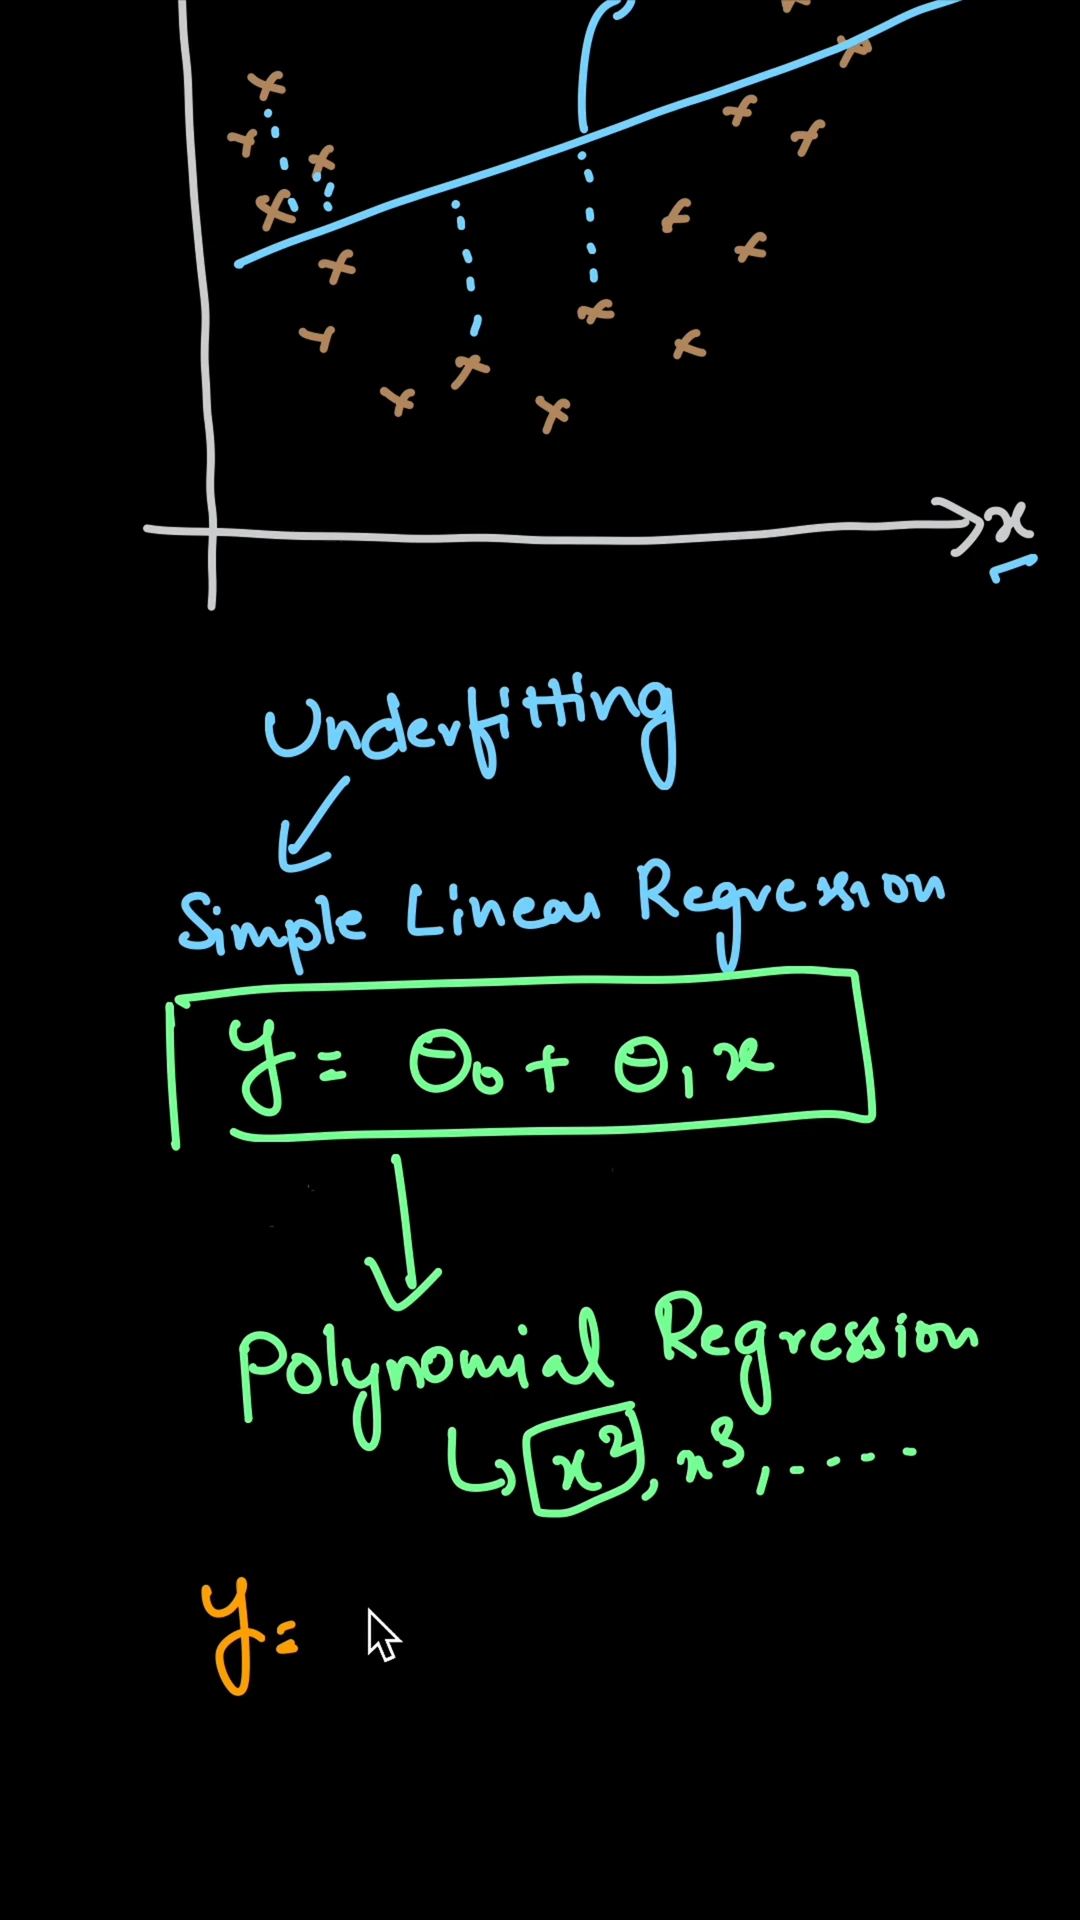 x
Underfitting
Simple Linear Regression
y = θ₀ + θ₁x
Polynomial Regression
x², x³, ....
y =